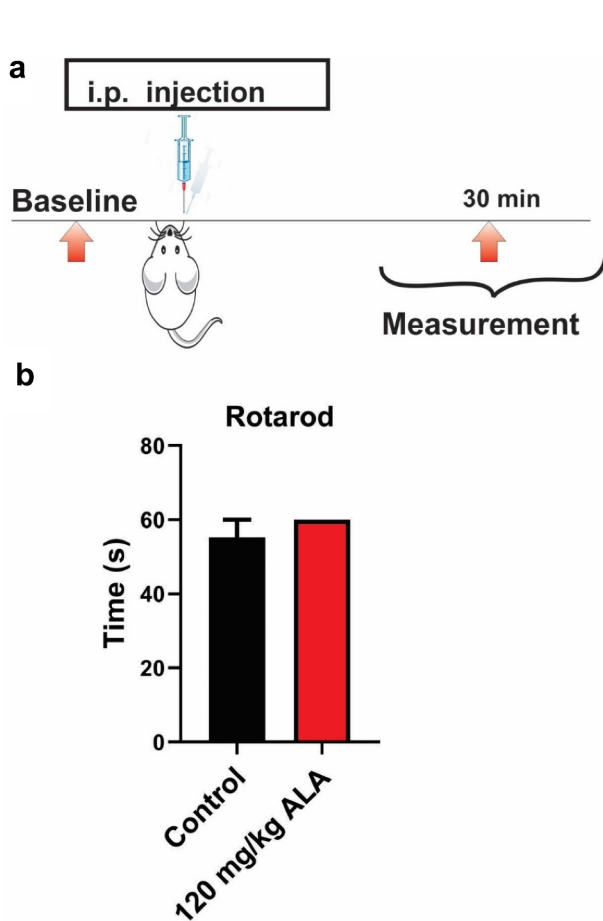 a
i.p. injection
Baseline
30 min
Measurement
b
Rotarod
80
60
40
20
0
Time (s)
Control
120 mg/kg ALA